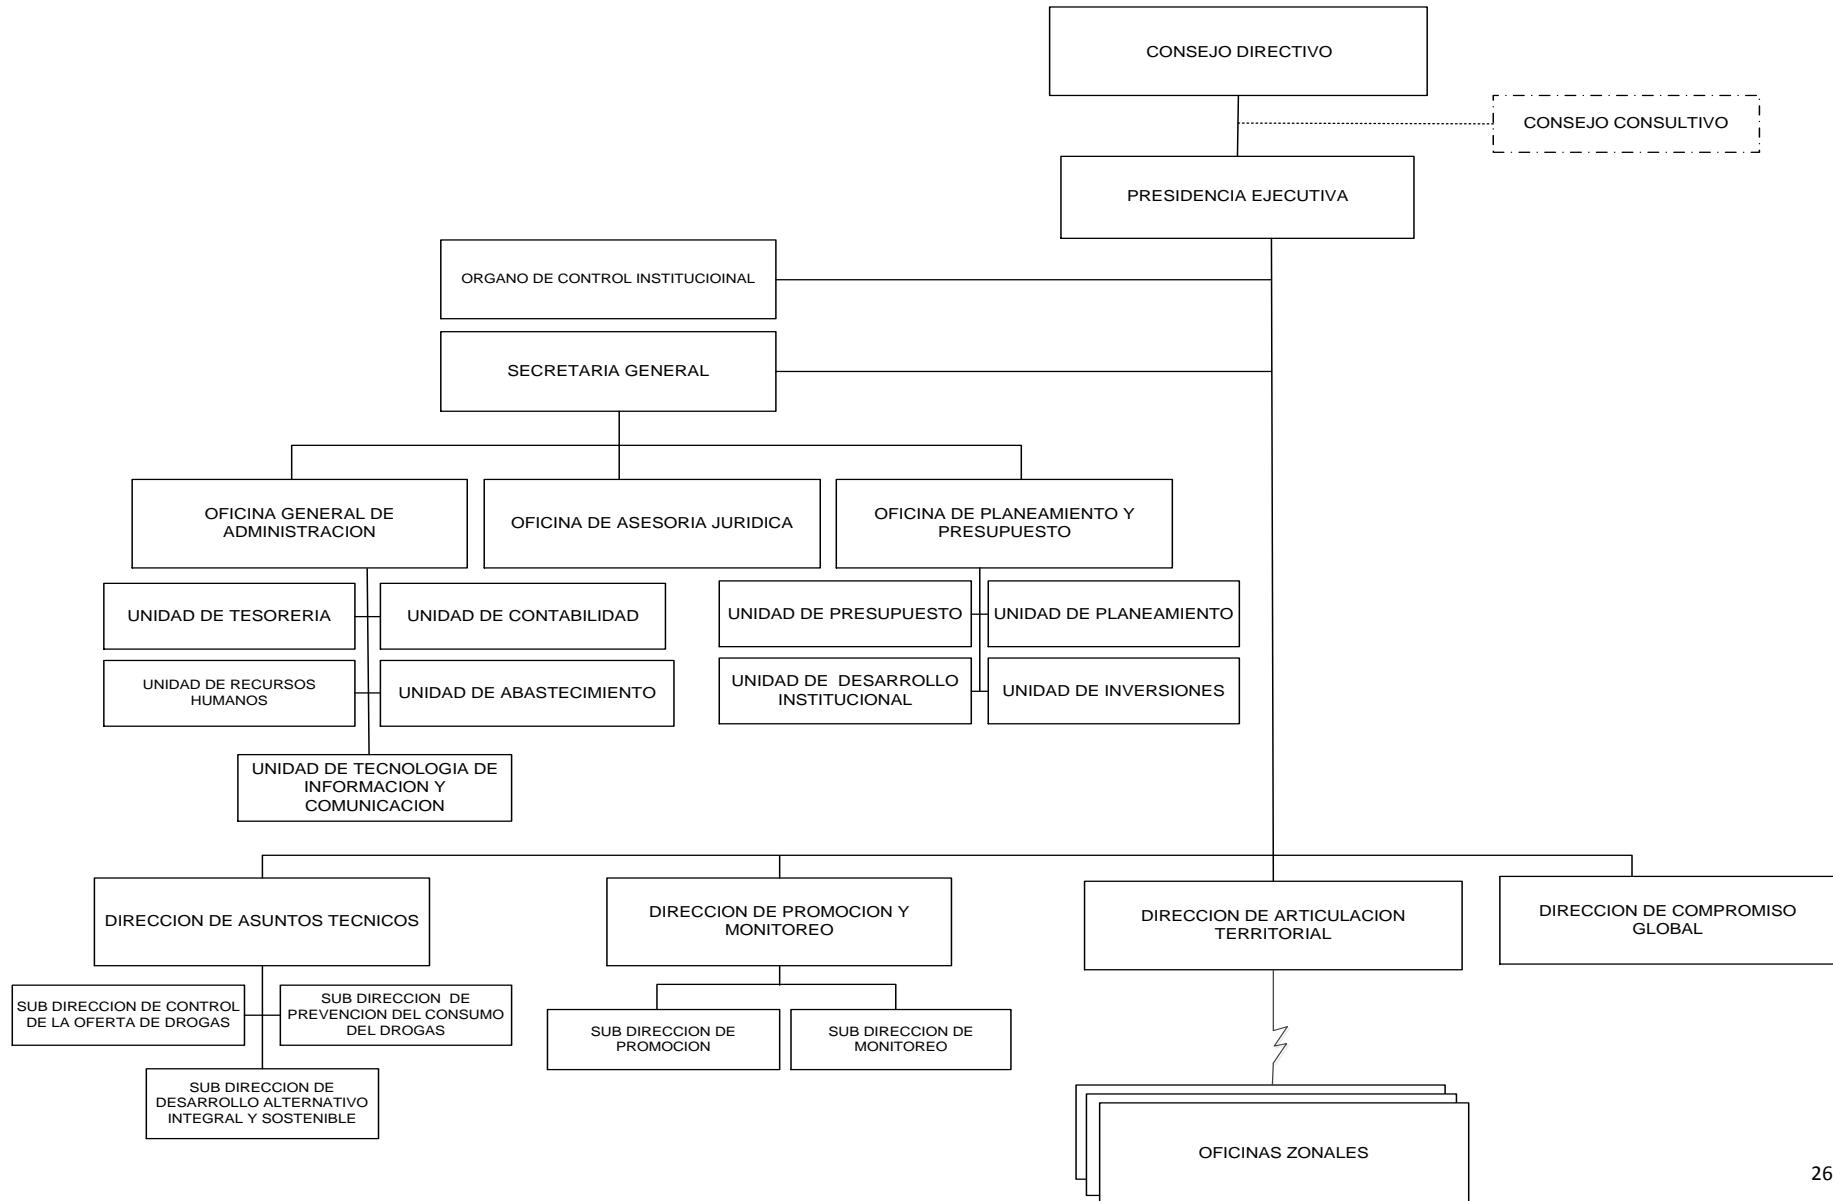 CONSEJO DIRECTIVO
CONSEJO CONSULTIVO
PRESIDENCIA EJECUTIVA
ORGANO DE CONTROL INSTITUCIOINAL
SECRETARIA GENERAL
OFICINA GENERAL DE
ADMINISTRACION
OFICINA DE ASESORIA JURIDICA
OFICINA DE PLANEAMIENTO Y
PRESUPUESTO
UNIDAD DE TESORERIA
UNIDAD DE CONTABILIDAD
UNIDAD DE PRESUPUESTO
UNIDAD DE PLANEAMIENTO
UNIDAD DE RECURSOS
HUMANOS
UNIDAD DE ABASTECIMIENTO
UNIDAD DE DESARROLLO
INSTITUCIONAL
UNIDAD DE INVERSIONES
UNIDAD DE TECNOLOGIA DE
INFORMACION Y
COMUNICACION
DIRECCION DE ASUNTOS TECNICOS
DIRECCION DE PROMOCION Y
MONITOREO
DIRECCION DE ARTICULACION
TERRITORIAL
DIRECCION DE COMPROMISO
GLOBAL
SUB DIRECCION DE CONTROL
DE LA OFERTA DE DROGAS
SUB DIRECCION DE
PREVENCION DEL CONSUMO
DEL DROGAS
SUB DIRECCION DE
PROMOCION
SUB DIRECCION DE
MONITOREO
SUB DIRECCION DE
DESARROLLO ALTERNATIVO
INTEGRAL Y SOSTENIBLE
OFICINAS ZONALES
26